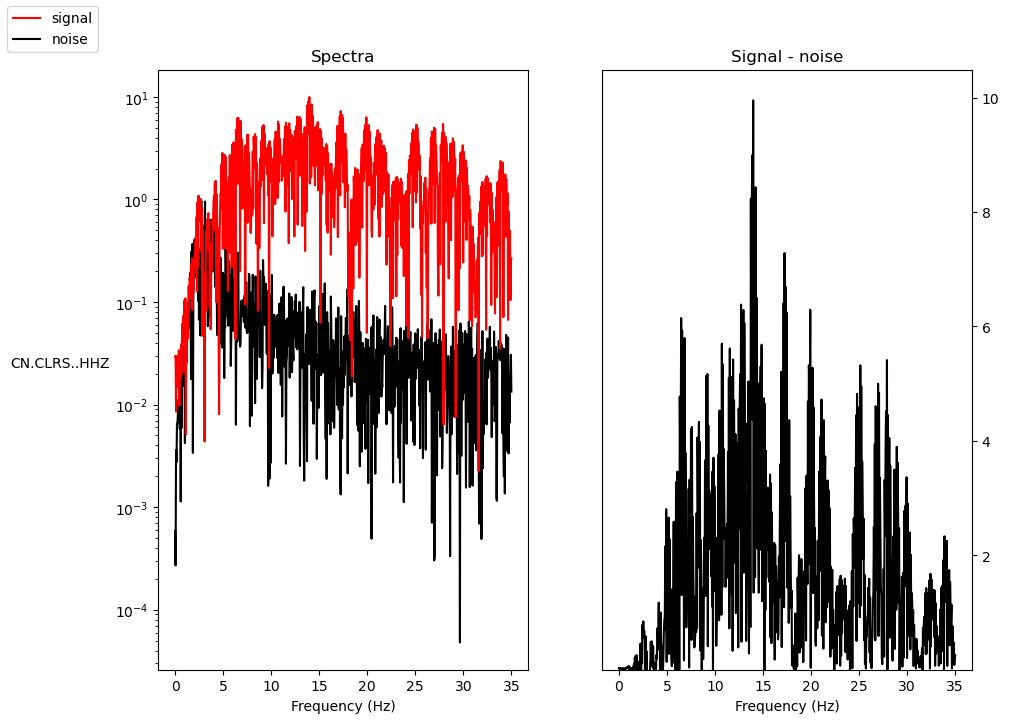 signal
noise
Spectra
Signal - noise
CN.CLRS..HHZ
10¹
10⁰
10⁻¹
10⁻²
10⁻³
10⁻⁴
10
8
6
4
2
0 5 10 15 20 25 30 35
0 5 10 15 20 25 30 35
Frequency (Hz)
Frequency (Hz)